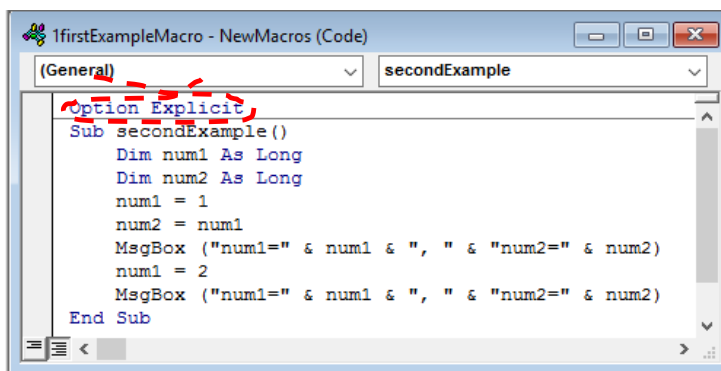 1firstExampleMacro - NewMacros (Code)
(General) secondExample
Option Explicit
Sub secondExample()
    Dim num1 As Long
    Dim num2 As Long
    num1 = 1
    num2 = num1
    MsgBox ("num1=" & num1 & ", " & "num2=" & num2)
    num1 = 2
    MsgBox ("num1=" & num1 & ", " & "num2=" & num2)
End Sub